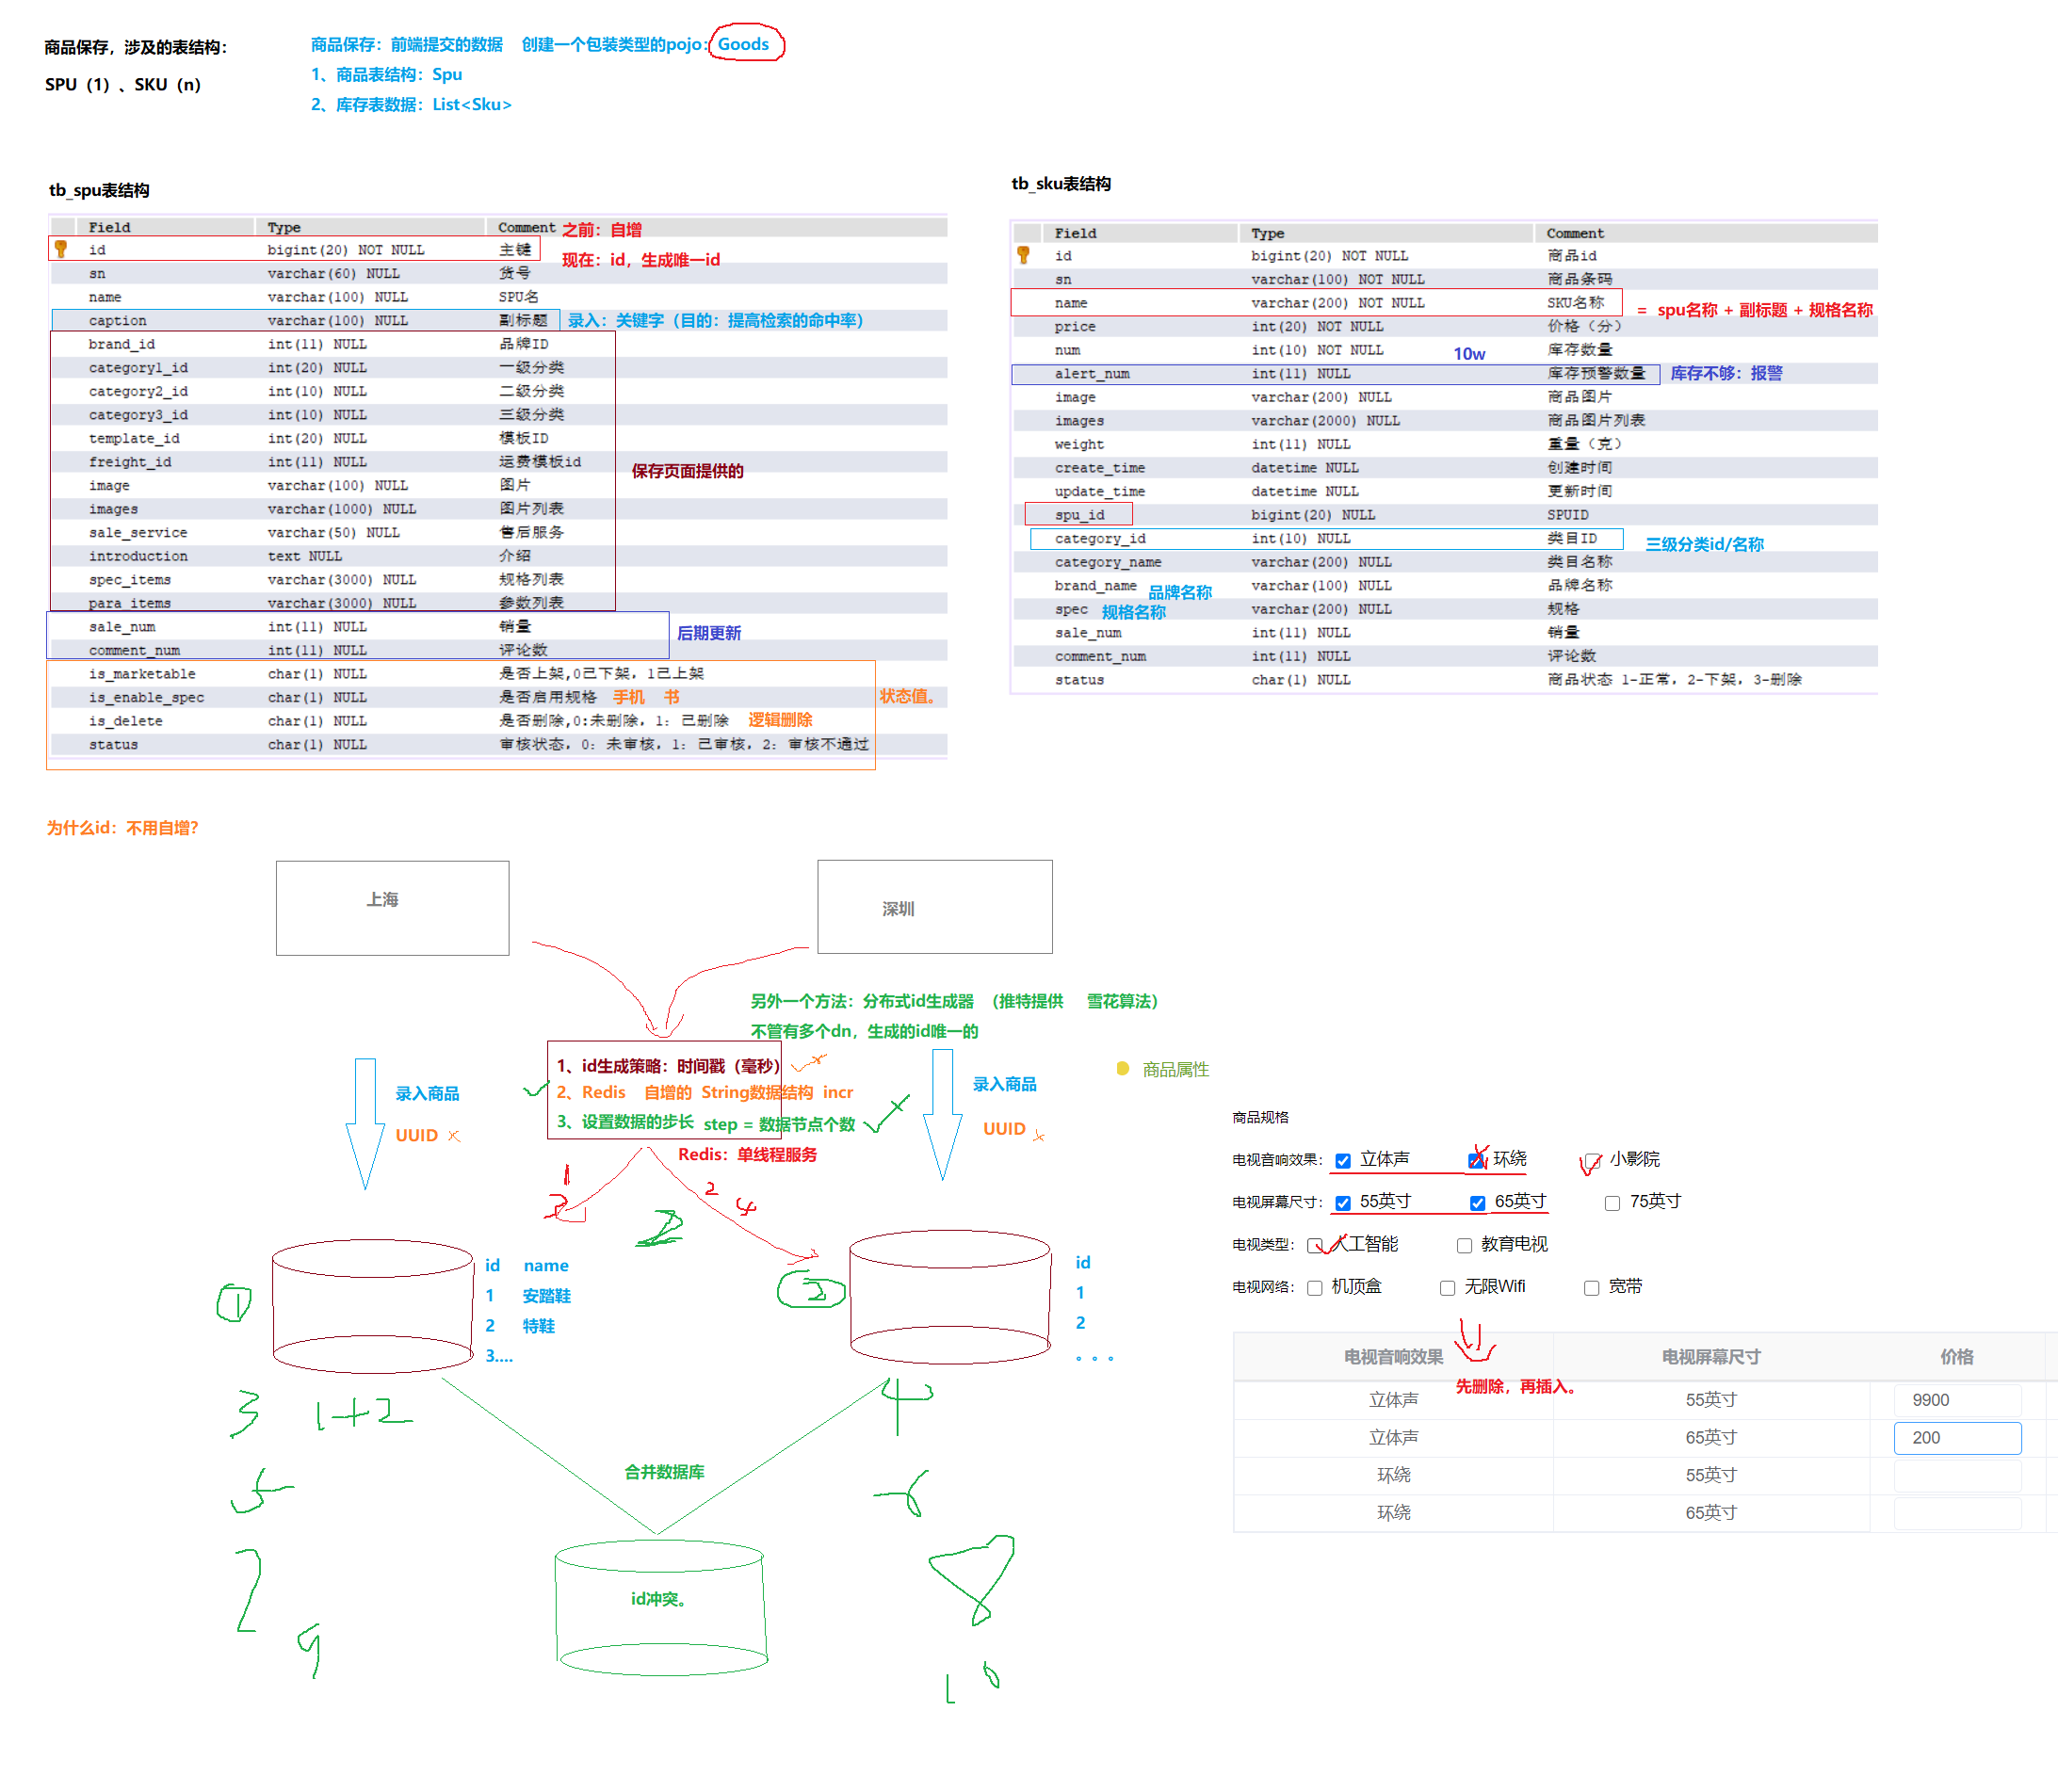 商品保存，涉及的表结构：
SPU（1）、SKU（n）
商品保存：前端提交的数据 创建一个包装类型的pojo：Goods
1、商品表结构：Spu
2、库存表数据：List<Sku>
tb_spu表结构
Field Type Comment 之前：自增
id bigint(20) NOT NULL 主键
现在：id，生成唯一id
sn varchar(60) NULL 货号
name varchar(100) NULL SPU名
caption varchar(100) NULL 副标题 录入：关键字（目的：提高检索的命中率）
brand_id int(11) NULL 品牌ID
category1_id int(20) NULL 一级分类
category2_id int(10) NULL 二级分类
category3_id int(10) NULL 三级分类
template_id int(20) NULL 模板ID
freight_id int(11) NULL 运费模板id
保存页面提供的
image varchar(100) NULL 图片
images varchar(1000) NULL 图片列表
sale_service varchar(50) NULL 售后服务
introduction text NULL 介绍
spec_items varchar(3000) NULL 规格列表
para_items varchar(3000) NULL 参数列表
sale_num int(11) NULL 销量 后期更新
comment_num int(11) NULL 评论数
is_marketable char(1) NULL 是否上架,0已下架，1已上架
is_enable_spec char(1) NULL 是否启用规格 手机 书 状态值。
is_delete char(1) NULL 是否删除,0:未删除，1：已删除 逻辑删除
status char(1) NULL 审核状态，0：未审核，1：已审核，2：审核不通过
tb_sku表结构
Field Type Comment
id bigint(20) NOT NULL 商品id
sn varchar(100) NOT NULL 商品条码
name varchar(200) NOT NULL SKU名称 = spu名称 + 副标题 + 规格名称
price int(20) NOT NULL 价格（分）
num int(10) NOT NULL 10w 库存数量
alert_num int(11) NULL 库存预警数量 库存不够：报警
image varchar(200) NULL 商品图片
images varchar(2000) NULL 商品图片列表
weight int(11) NULL 重量（克）
create_time datetime NULL 创建时间
update_time datetime NULL 更新时间
spu_id bigint(20) NULL SPUID
category_id int(10) NULL 类目ID 三级分类id/名称
category_name varchar(200) NULL 类目名称
brand_name 品牌名称 varchar(100) NULL 品牌名称
spec 规格名称 varchar(200) NULL 规格
sale_num int(11) NULL 销量
comment_num int(11) NULL 评论数
status char(1) NULL 商品状态 1-正常，2-下架，3-删除
为什么id：不用自增？
上海
深圳
另外一个方法：分布式id生成器 （推特提供 雪花算法）
不管有多个dn，生成的id唯一的
1、id生成策略：时间戳（毫秒）
2、Redis 自增的 String数据结构 incr
3、设置数据的步长 step = 数据节点个数
Redis：单线程服务
录入商品
UUID
录入商品
UUID
1
2
2
4
2
1
id name
1 安踏鞋
2 特鞋
3....
2
id
1
2
。。。
3 1+2
5
7
9
4
6
8
10
合并数据库
id冲突。
商品属性
商品规格
电视音响效果： 立体声 环绕 小影院
电视屏幕尺寸： 55英寸 65英寸 75英寸
电视类型： 人工智能 教育电视
电视网络： 机顶盒 无限Wifi 宽带
电视音响效果 电视屏幕尺寸 价格
先删除，再插入。
立体声 55英寸 9900
立体声 65英寸 200
环绕 55英寸
环绕 65英寸